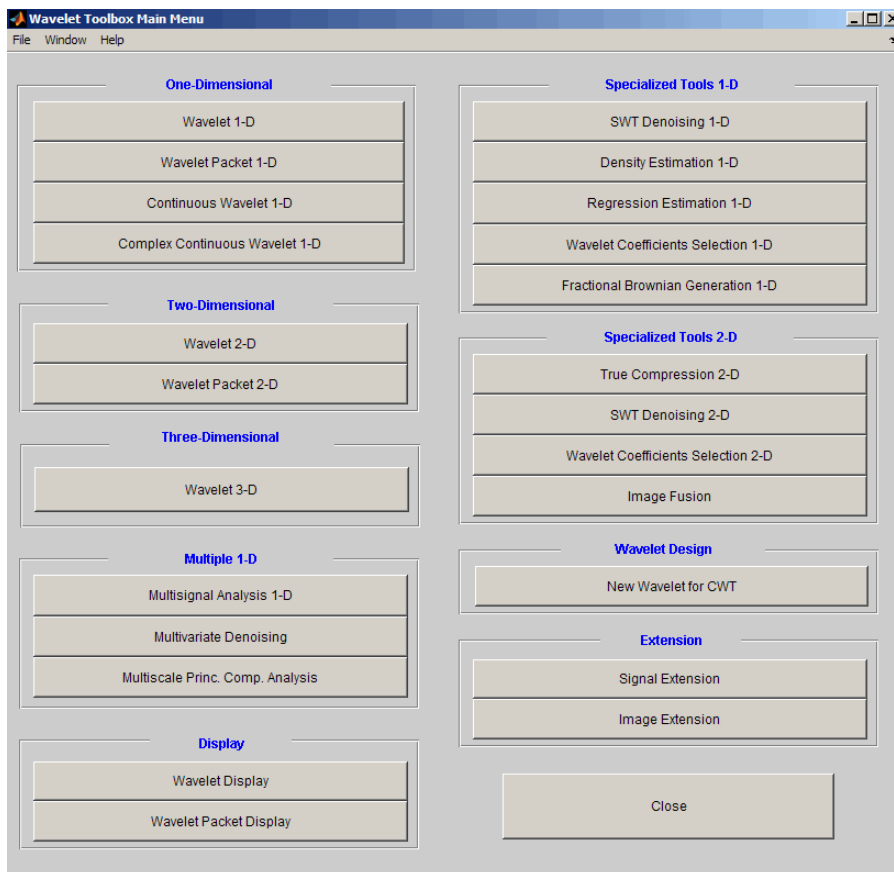 Wavelet Toolbox Main Menu
File Window Help
One-Dimensional
Wavelet 1-D
Wavelet Packet 1-D
Continuous Wavelet 1-D
Complex Continuous Wavelet 1-D
Two-Dimensional
Wavelet 2-D
Wavelet Packet 2-D
Three-Dimensional
Wavelet 3-D
Multiple 1-D
Multisignal Analysis 1-D
Multivariate Denoising
Multiscale Princ. Comp. Analysis
Display
Wavelet Display
Wavelet Packet Display
Specialized Tools 1-D
SWT Denoising 1-D
Density Estimation 1-D
Regression Estimation 1-D
Wavelet Coefficients Selection 1-D
Fractional Brownian Generation 1-D
Specialized Tools 2-D
True Compression 2-D
SWT Denoising 2-D
Wavelet Coefficients Selection 2-D
Image Fusion
Wavelet Design
New Wavelet for CWT
Extension
Signal Extension
Image Extension
Close